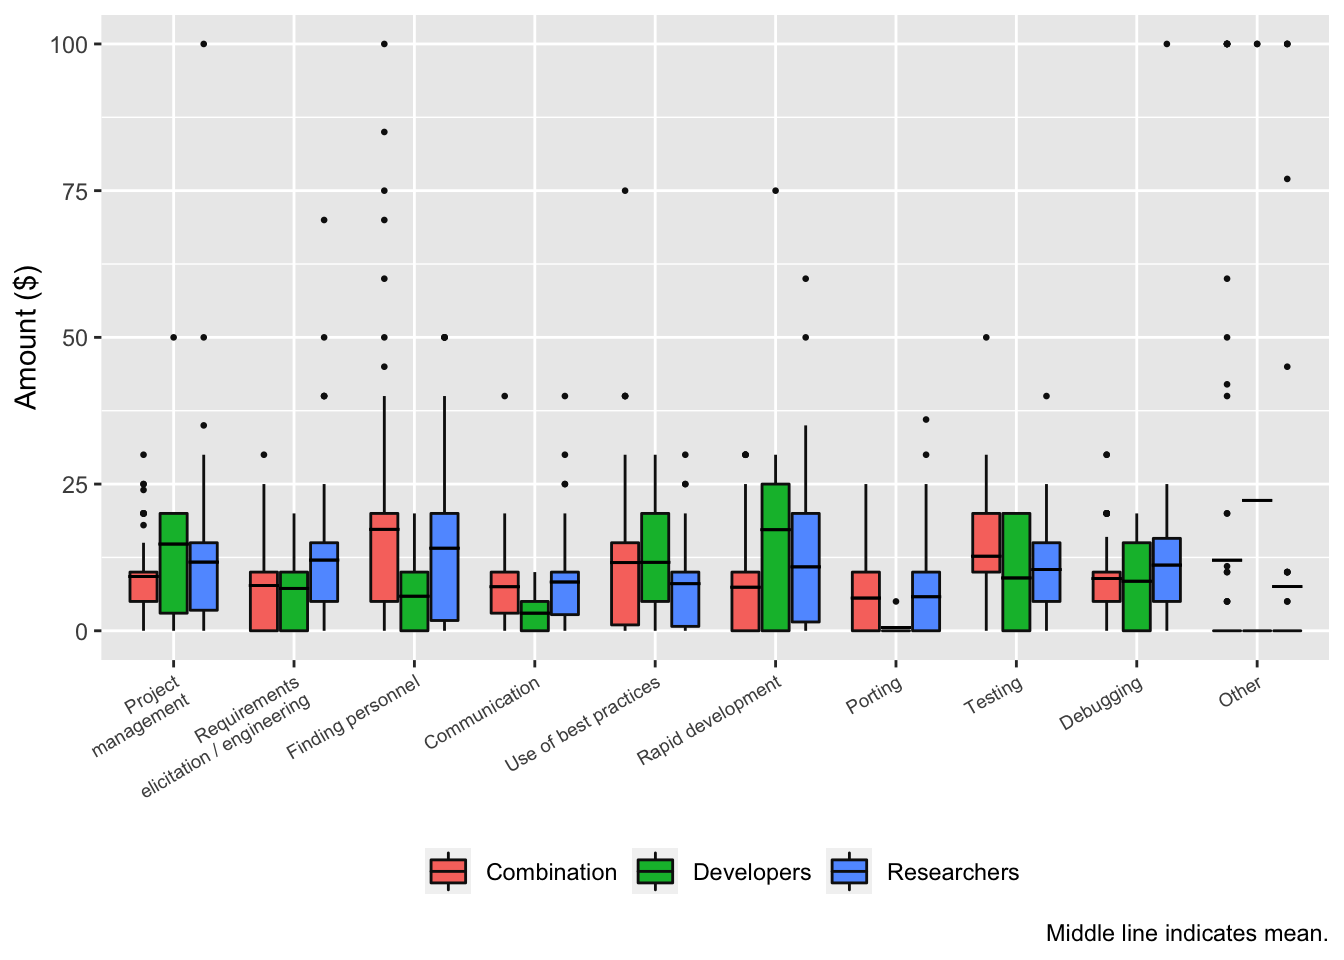 100
75
50
25
0
Amount ($)
Project
management
Requirements
elicitation / engineering
Finding personnel
Communication
Use of best practices
Rapid development
Porting
Testing
Debugging
Other
Combination
Developers
Researchers
Middle line indicates mean.